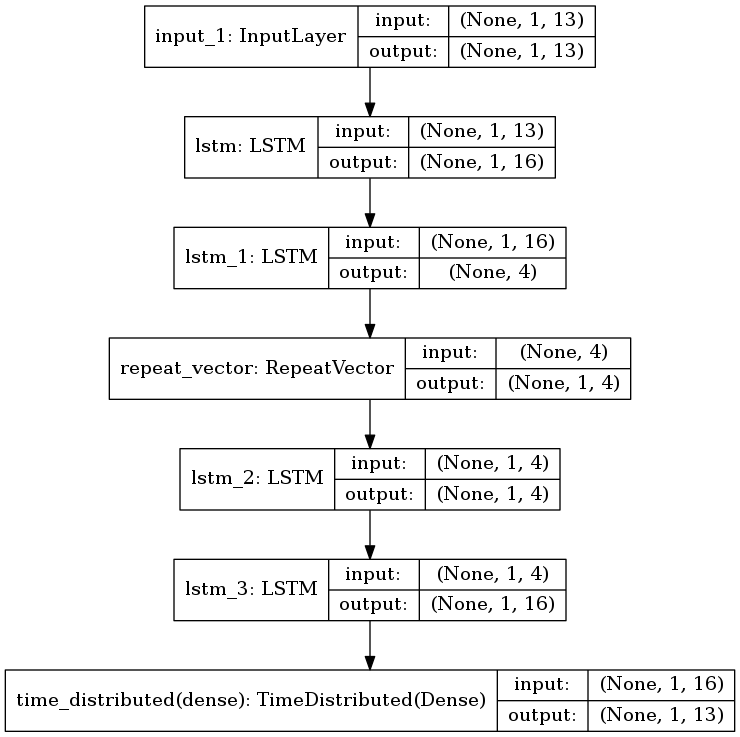 input_1: InputLayer
input: (None, 1, 13)
output: (None, 1, 13)
lstm: LSTM
input: (None, 1, 13)
output: (None, 1, 16)
lstm_1: LSTM
input: (None, 1, 16)
output: (None, 4)
repeat_vector: RepeatVector
input: (None, 4)
output: (None, 1, 4)
lstm_2: LSTM
input: (None, 1, 4)
output: (None, 1, 4)
lstm_3: LSTM
input: (None, 1, 4)
output: (None, 1, 16)
time_distributed(dense): TimeDistributed(Dense)
input: (None, 1, 16)
output: (None, 1, 13)